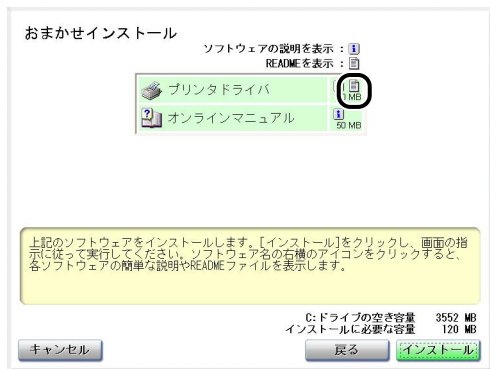 おまかせインストール
ソフトウェアの説明を表示 :
READMEを表示 :
プリンタドライバ
MB
オンラインマニュアル
50 MB
上記のソフトウェアをインストールします。[インストール]をクリックし、画面の指
示に従って実行してください。ソフトウェア名の右横のアイコンをクリックすると、
各ソフトウェアの簡単な説明やREADMEファイルを表示します。
C:ドライブの空き容量 3552 MB
インストールに必要な容量 120 MB
キャンセル
戻る
インストール